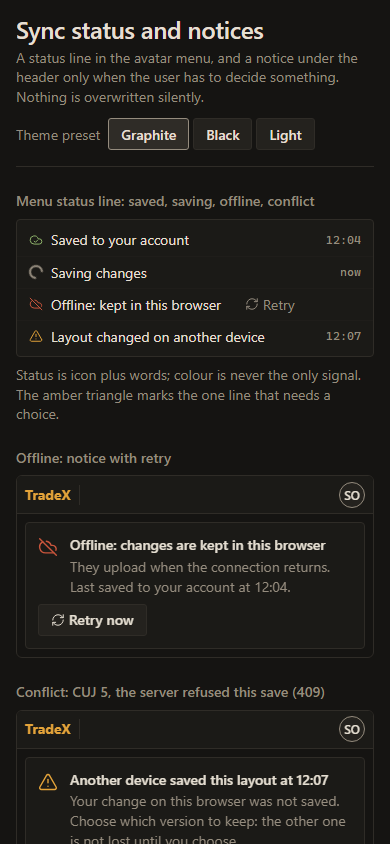 Sync status and notices
A status line in the avatar menu, and a notice under the
header only when the user has to decide something.
Nothing is overwritten silently.
Theme preset Graphite Black Light
Menu status line: saved, saving, offline, conflict
Saved to your account 12:04
Saving changes now
Offline: kept in this browser Retry
Layout changed on another device 12:07
Status is icon plus words; colour is never the only signal.
The amber triangle marks the one line that needs a
choice.
Offline: notice with retry
TradeX SO
Offline: changes are kept in this browser
They upload when the connection returns.
Last saved to your account at 12:04.
Retry now
Conflict: CUJ 5, the server refused this save (409)
TradeX SO
Another device saved this layout at 12:07
Your change on this browser was not saved.
Choose which version to keep: the other one
is not lost until you choose.